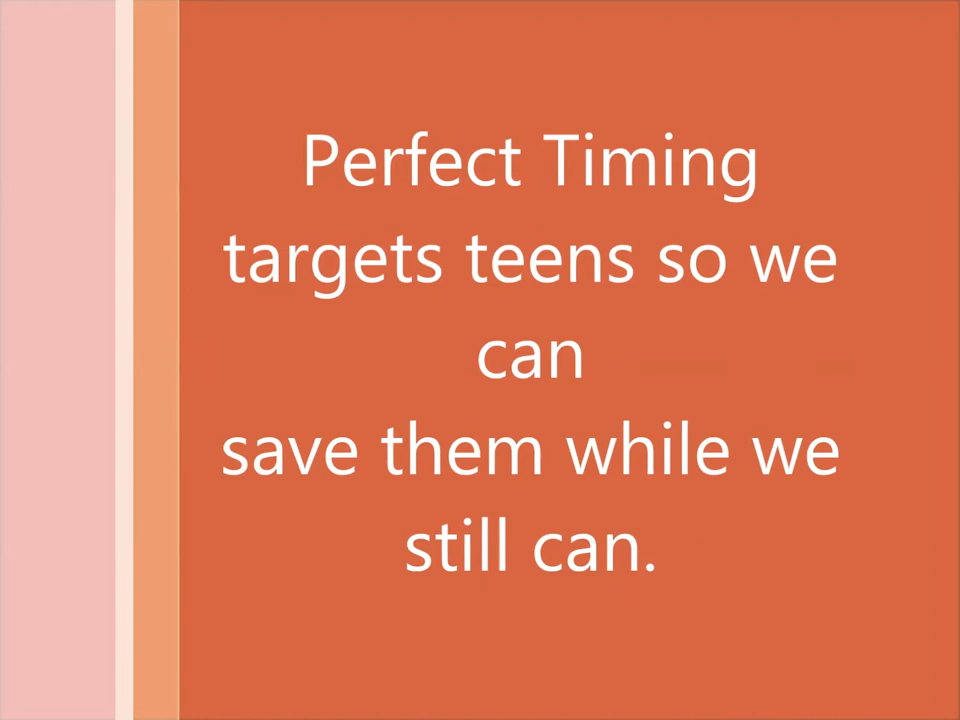 Perfect Timing
targets teens so we
can
save them while we
still can.